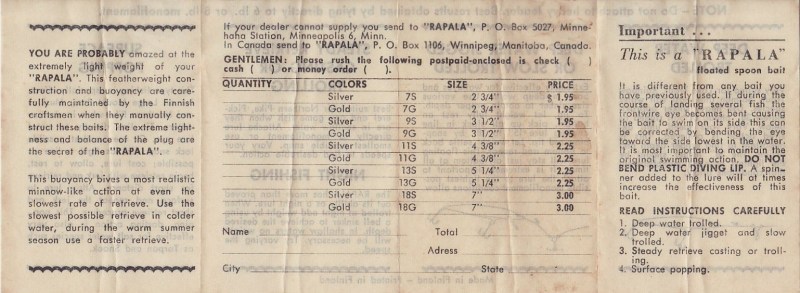 YOU ARE PROBABLY amazed at the
extremely light weight of your
"RAPALA". This featherweight con-
struction and buoyancy are care-
fully maintained by the Finnish
craftsmen when they manually con-
struct these baits. The extreme light-
ness and balance of the plug are
the secret of the "RAPALA".
This buoyancy bives a most realistic
minnow-like action at even the
slowest rate of retrieve. Use the
slowest possible retrieve in colder
water, during the warm summer
season use a faster retrieve.
If your dealer cannot supply you send to "RAPALA", P. O. Box 5027, Minne-
haha Station, Minneapolis 6, Minn.
In Canada send to "RAPALA", P. O. Box 1106, Winnipeg, Manitoba, Canada.
GENTLEMEN: Please rush the following postpaid-enclosed is check ( )
cash ( ) or money order ( ).
QUANTITY COLORS SIZE PRICE
Silver 7S 2 3/4" $ 1.95
Gold 7G 2 3/4" 1.95
Silver 9S 3 1/2" 1.95
Gold 9G 3 1/2" 1.95
Silver 11S 4 3/8" 2.25
Gold 11G 4 3/8" 2.25
Silver 13S 5 1/4" 2.25
Gold 13G 5 1/4" 2.25
Silver 18S 7" 3.00
Gold 18G 7" 3.00
Name Total
Adress
City State
Important ...
This is a "RAPALA"
floated spoon bait
It is different from any bait you
have previously used. If during the
course of landing several fish the
frontwire eye becomes bent causing
the bait to swim on its side this can
be corrected by bending the eye
toward the side lowest in the water.
It is most important to maintain the
original swimming action. DO NOT
BEND PLASTIC DIVING LIP. A spin-
ner added to the lure will at times
increase the effectiveness of this
bait.
READ INSTRUCTIONS CAREFULLY
1. Deep water trolled.
2. Deep water jigget and slow
trolled.
3. Steady retrieve casting or troll-
ing.
4. Surface popping.